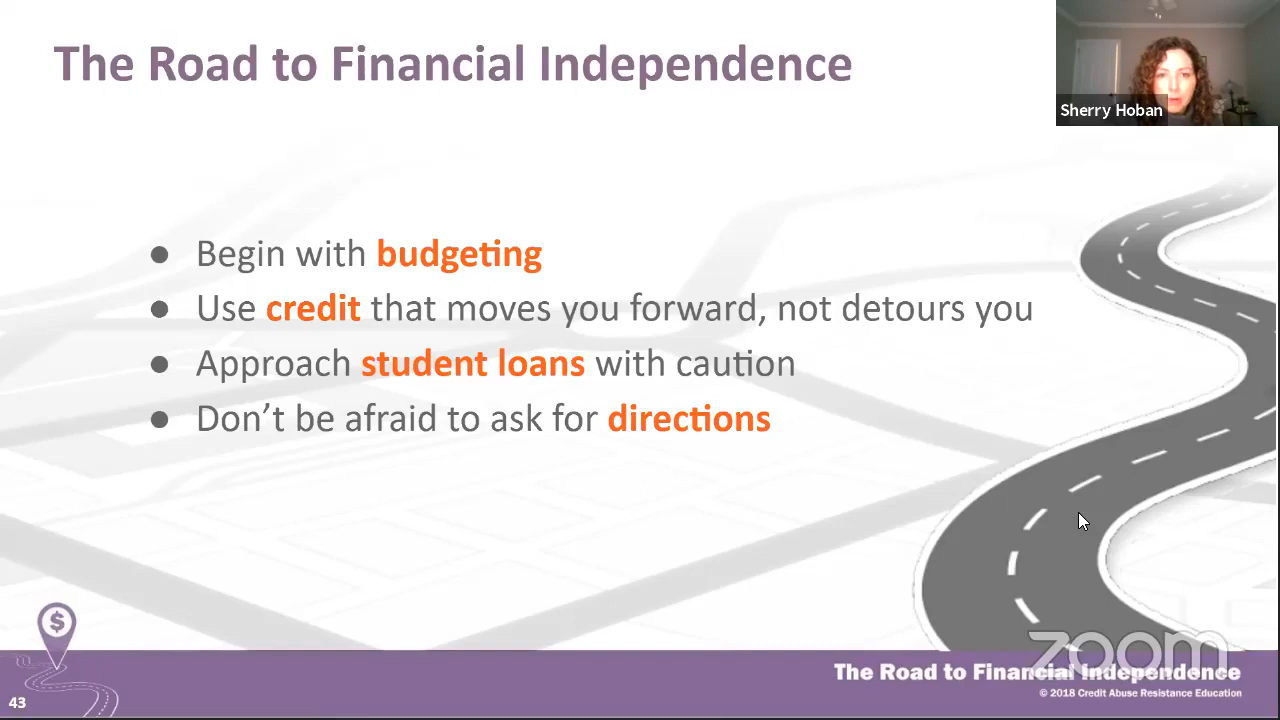 The Road to Financial Independence
Sherry Hoban
● Begin with budgeting
● Use credit that moves you forward, not detours you
● Approach student loans with caution
● Don’t be afraid to ask for directions
$
zoom
The Road to Financial Independence
© 2018 Credit Abuse Resistance Education
43